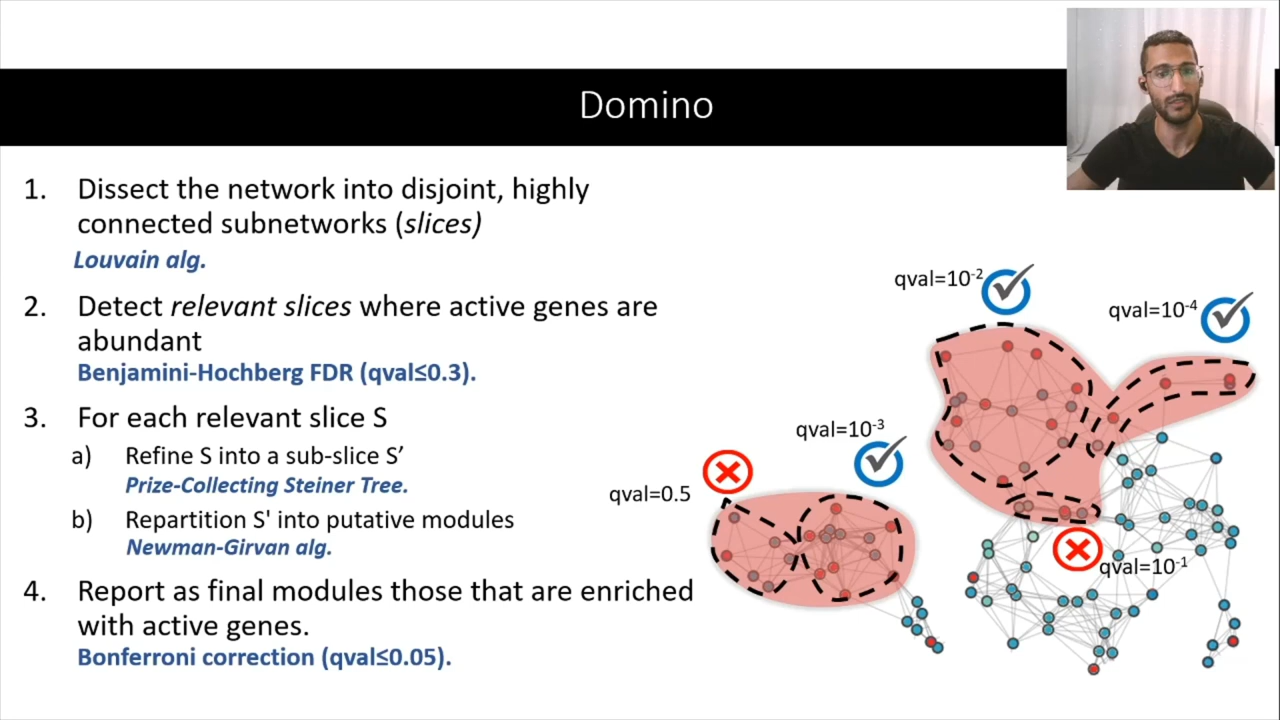 Domino
1. Dissect the network into disjoint, highly
connected subnetworks (slices)
Louvain alg.
2. Detect relevant slices where active genes are
abundant
Benjamini-Hochberg FDR (qval≤0.3).
3. For each relevant slice S
a) Refine S into a sub-slice S’
Prize-Collecting Steiner Tree.
b) Repartition S' into putative modules
Newman-Girvan alg.
4. Report as final modules those that are enriched
with active genes.
Bonferroni correction (qval≤0.05).
qval=10⁻²
qval=10⁻⁴
qval=10⁻³
qval=0.5
qval=10⁻¹